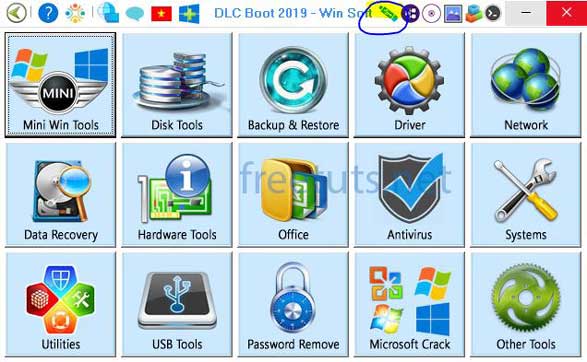 DLC Boot 2019 - Win Soft
MINI
Mini Win Tools
Disk Tools
Backup & Restore
Driver
Network
freetuts.net
Data Recovery
Hardware Tools
Office
Antivirus
Systems
Utilities
USB Tools
Password Remove
Microsoft Crack
Other Tools